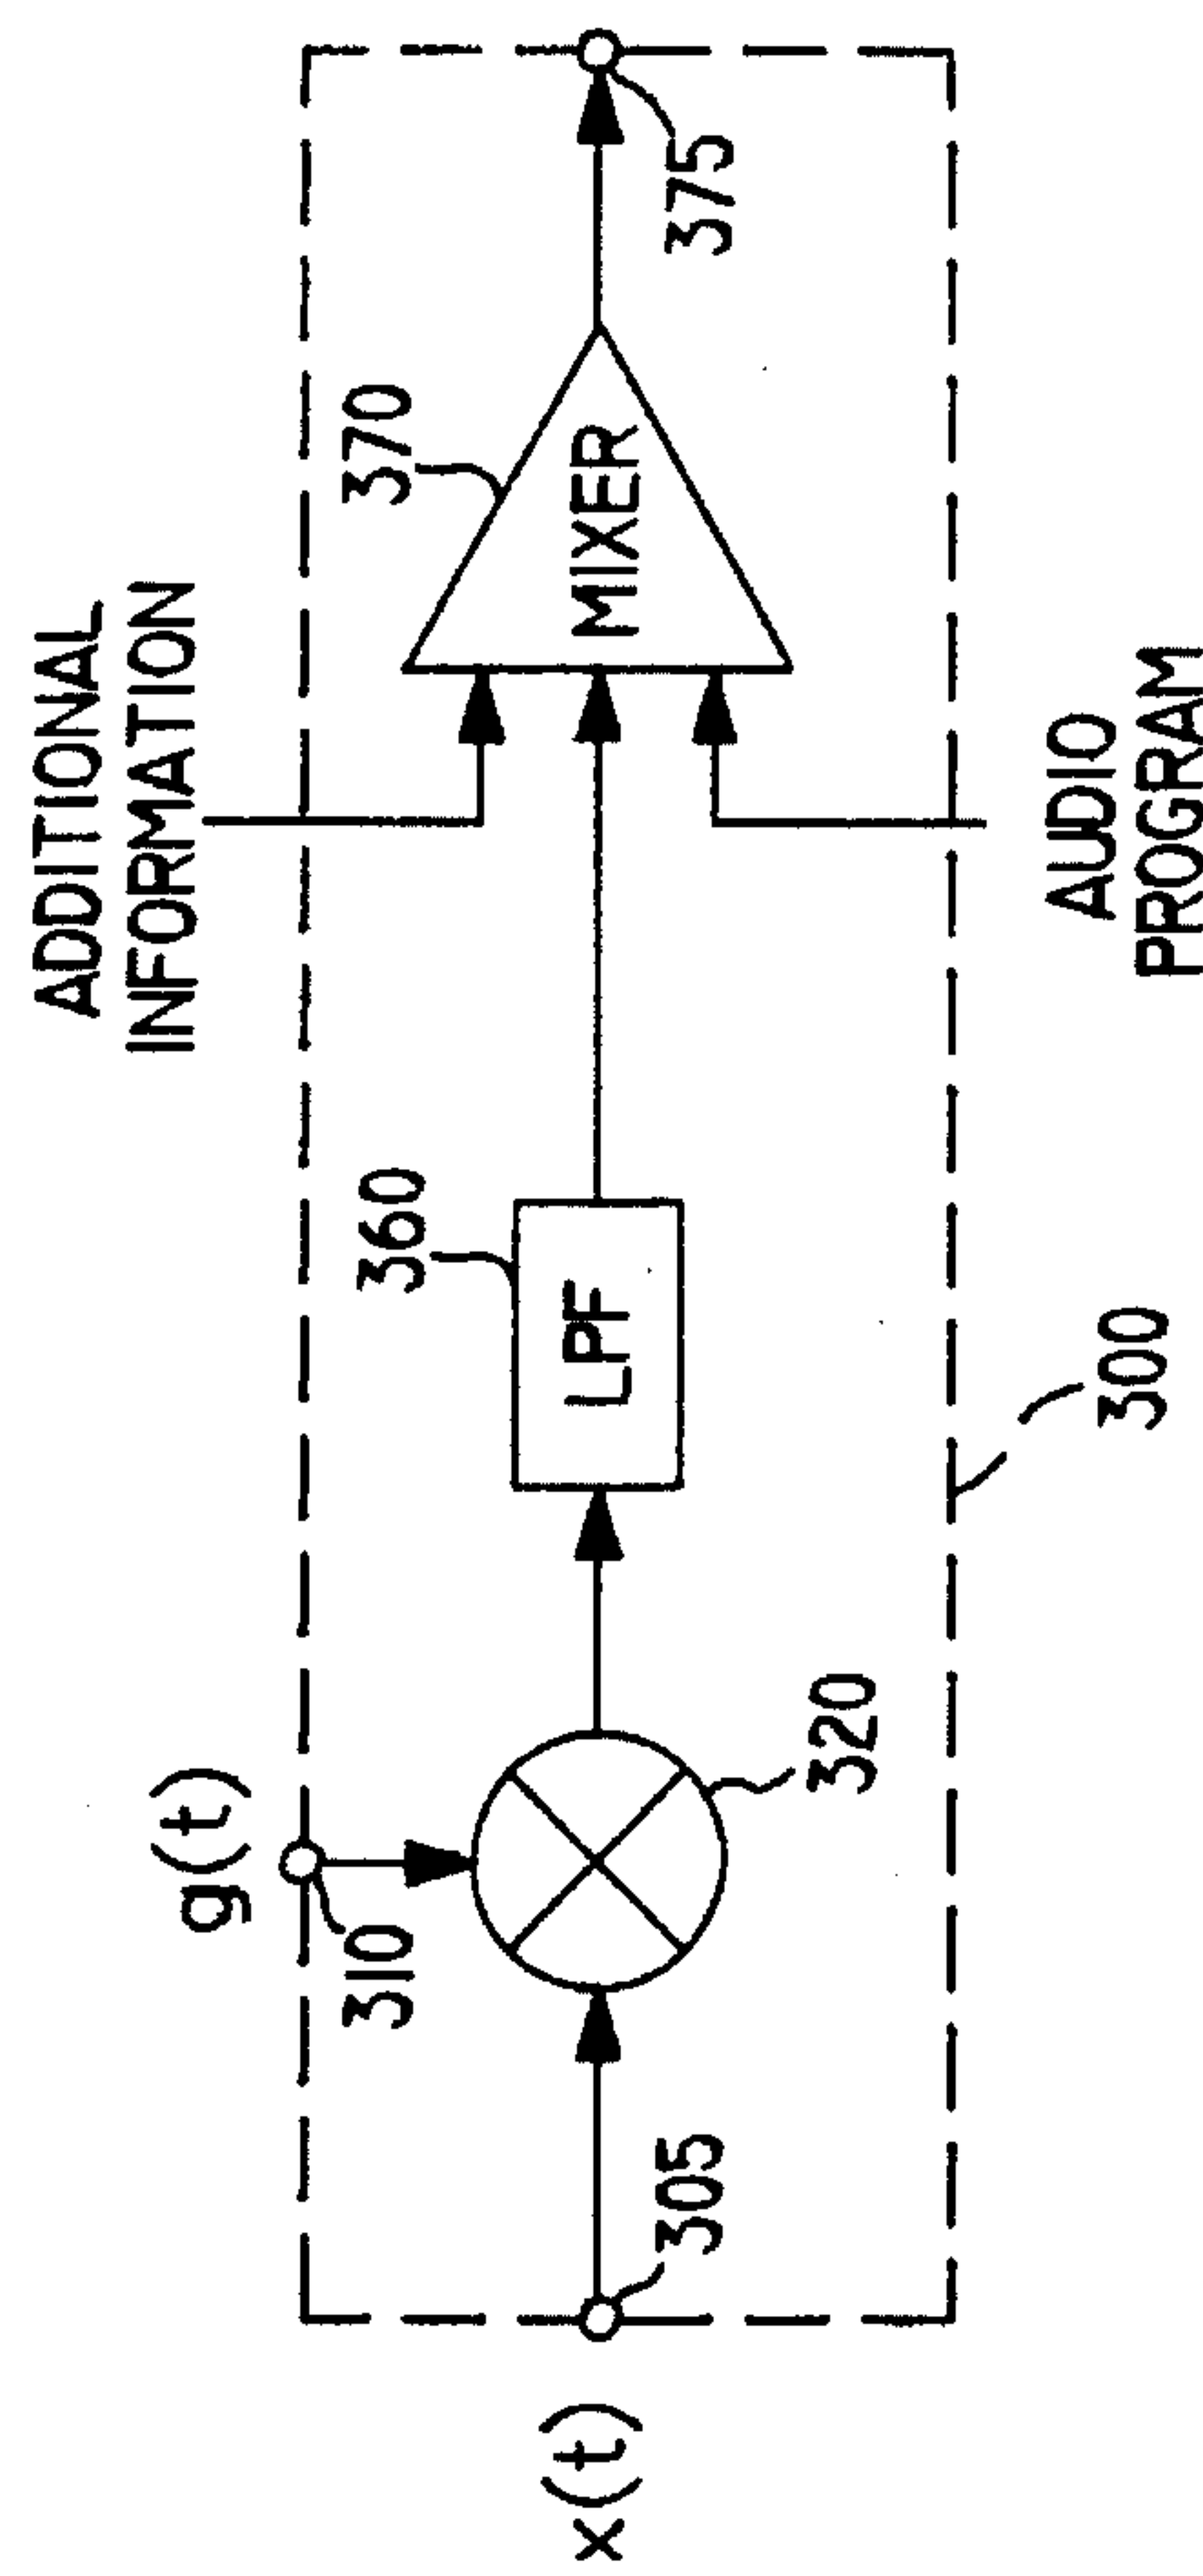 ADDITIONAL
INFORMATION
g(t)
310
360
370
x(t)
305
320
LPF
MIXER
375
300
AUDIO
PROGRAM